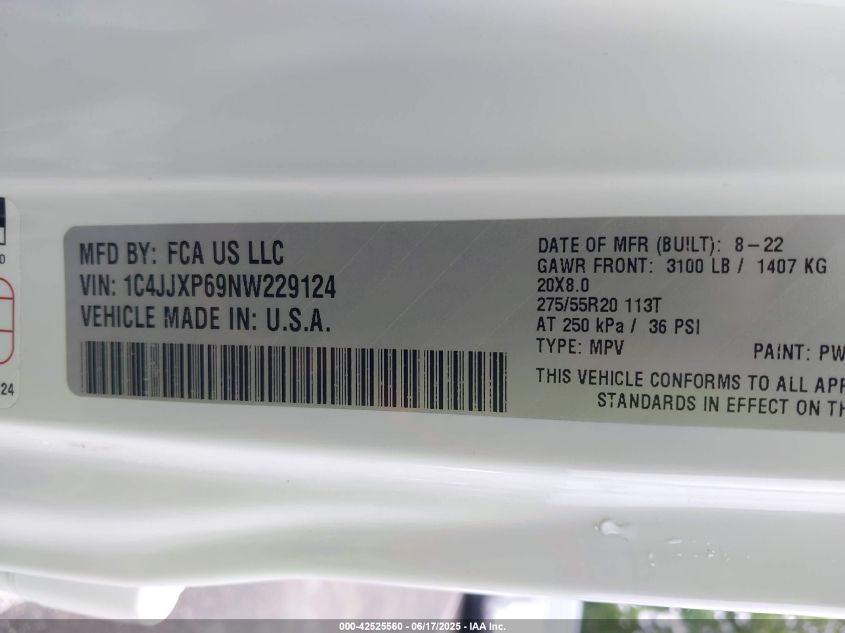 MFD BY: FCA US LLC
VIN: 1C4JJXP69NW229124
VEHICLE MADE IN: U.S.A.
DATE OF MFR (BUILT): 8-22
GAWR FRONT: 3100 LB / 1407 KG
20X8.0
275/55R20 113T
AT 250 kPa / 36 PSI
TYPE: MPV PAINT: PW
THIS VEHICLE CONFORMS TO ALL APP
STANDARDS IN EFFECT ON TH
0
24
000-42525560 - 06/17/2025 - IAA Inc.